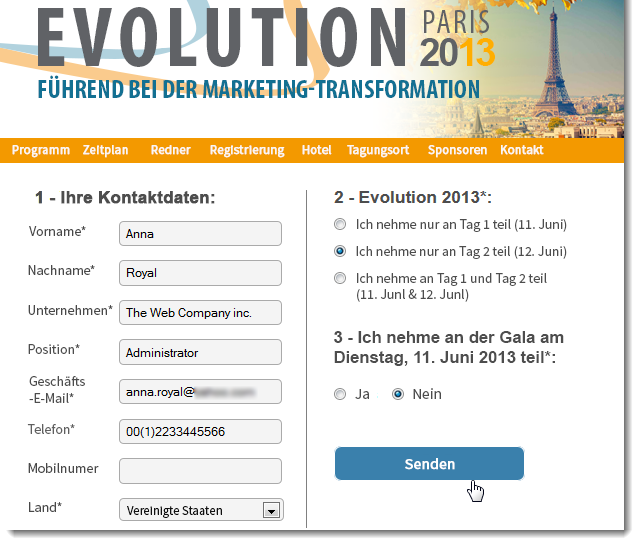 EVOLUTION PARIS
2013
FÜHREND BEI DER MARKETING-TRANSFORMATION
Programm Zeitplan Redner Registrierung Hotel Tagungsort Sponsoren Kontakt
1 - Ihre Kontaktdaten:
Vorname* Anna
Nachname* Royal
Unternehmen* The Web Company inc.
Position* Administrator
Geschäfts
-E-Mail* anna.royal@
Telefon* 00(1)2233445566
Mobilnumer
Land* Vereinigte Staaten
2 - Evolution 2013*:
Ich nehme nur an Tag 1 teil (11. Juni)
Ich nehme nur an Tag 2 teil (12. Juni)
Ich nehme an Tag 1 und Tag 2 teil
(11. Junl & 12. Junl)
3 - Ich nehme an der Gala am
Dienstag, 11. Juni 2013 teil*:
Ja Nein
Senden